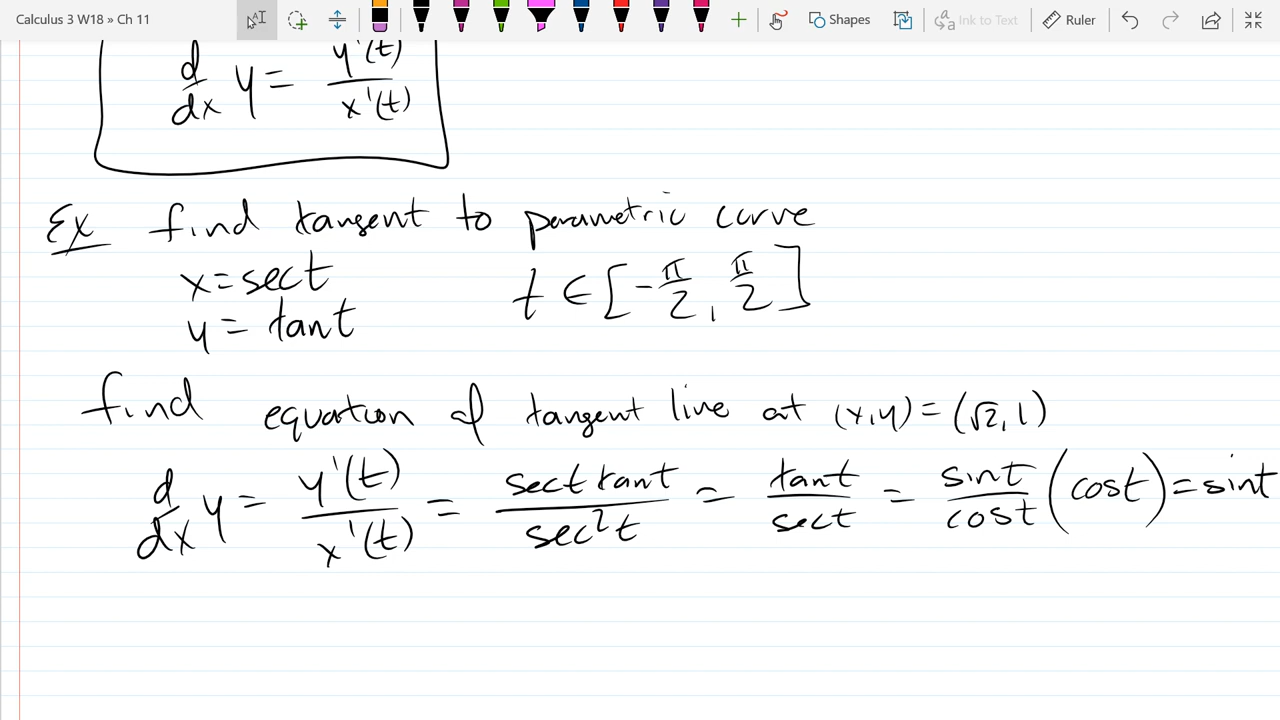 Calculus 3 W18 » Ch 11
Shapes
Link to Text
Ruler
d/dx y = y'(t)/x'(t)
Ex find tangent to parametric curve
x = sect t ∈ [-π/2, π/2]
y = tant
find equation of tangent line at (x,y) = (√2, 1)
d/dx y = y'(t)/x'(t) = sect tant/sec²t = tant/sect = sint/cost (cost) = sint